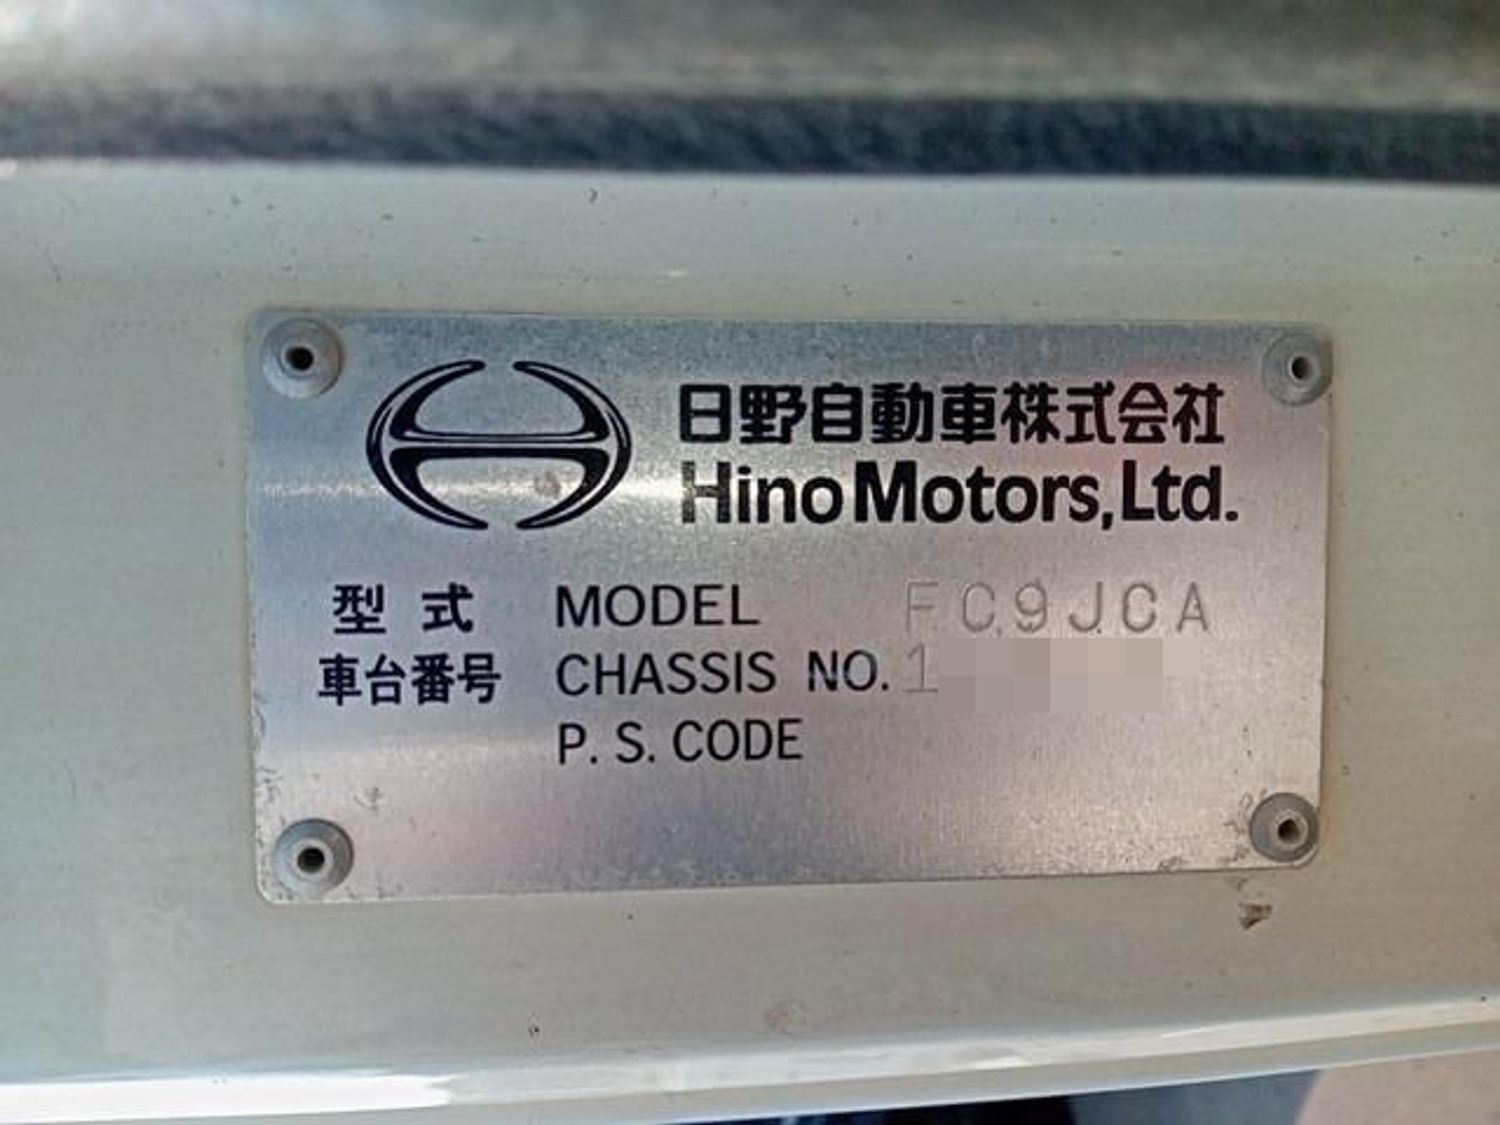 日野自動車株式会社
Hino Motors, Ltd.
型式 MODEL FC9JCA
車台番号 CHASSIS NO. 1
P. S. CODE